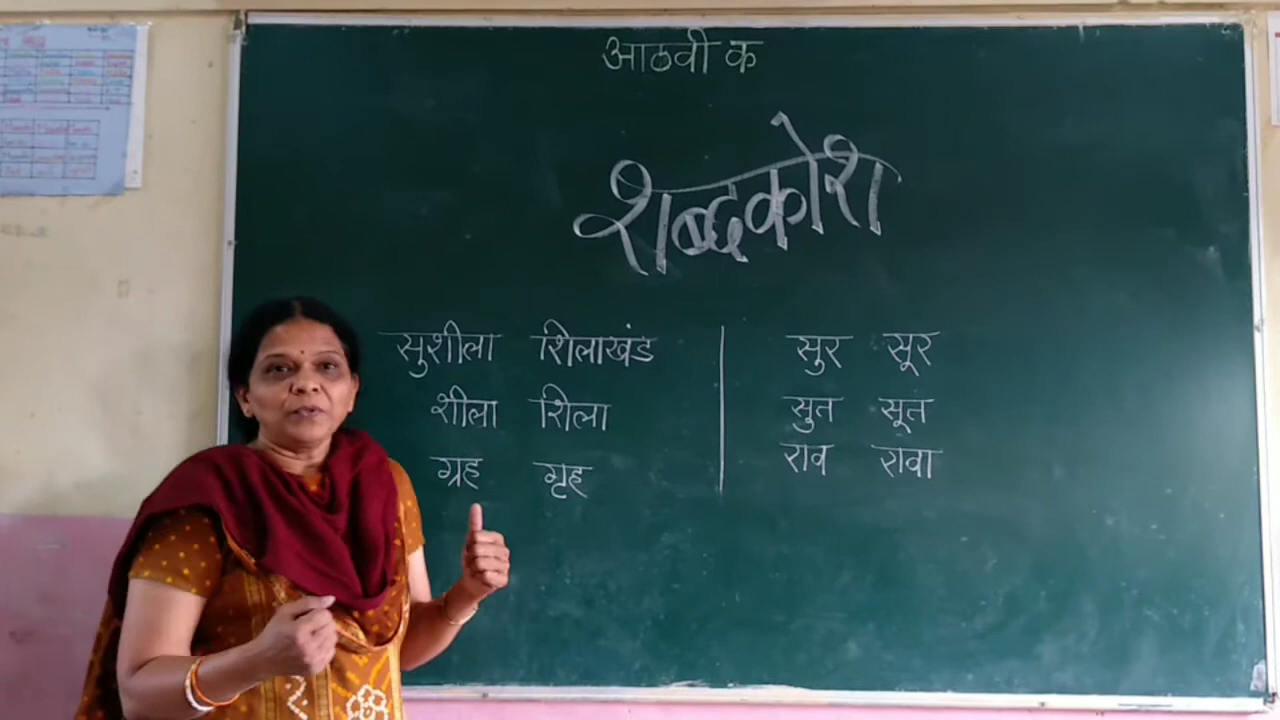 आठवी क
शब्दकोश
सुशीला शिलाखंड
शीला शिला
ग्रह गृह
सुर सूर
सुत सूत
राव रावा